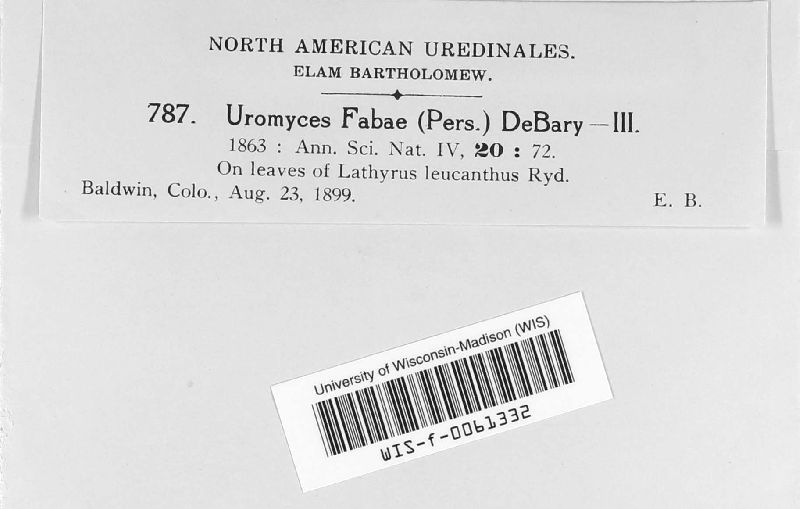 NORTH AMERICAN UREDINALES.
ELAM BARTHOLOMEW.
787. Uromyces Fabae (Pers.) DeBary — III.
1863 : Ann. Sci. Nat. IV, 20 : 72.
On leaves of Lathyrus leucanthus Ryd.
Baldwin, Colo., Aug. 23, 1899. E. B.
University of Wisconsin-Madison (WIS)
WIS-f-0061332